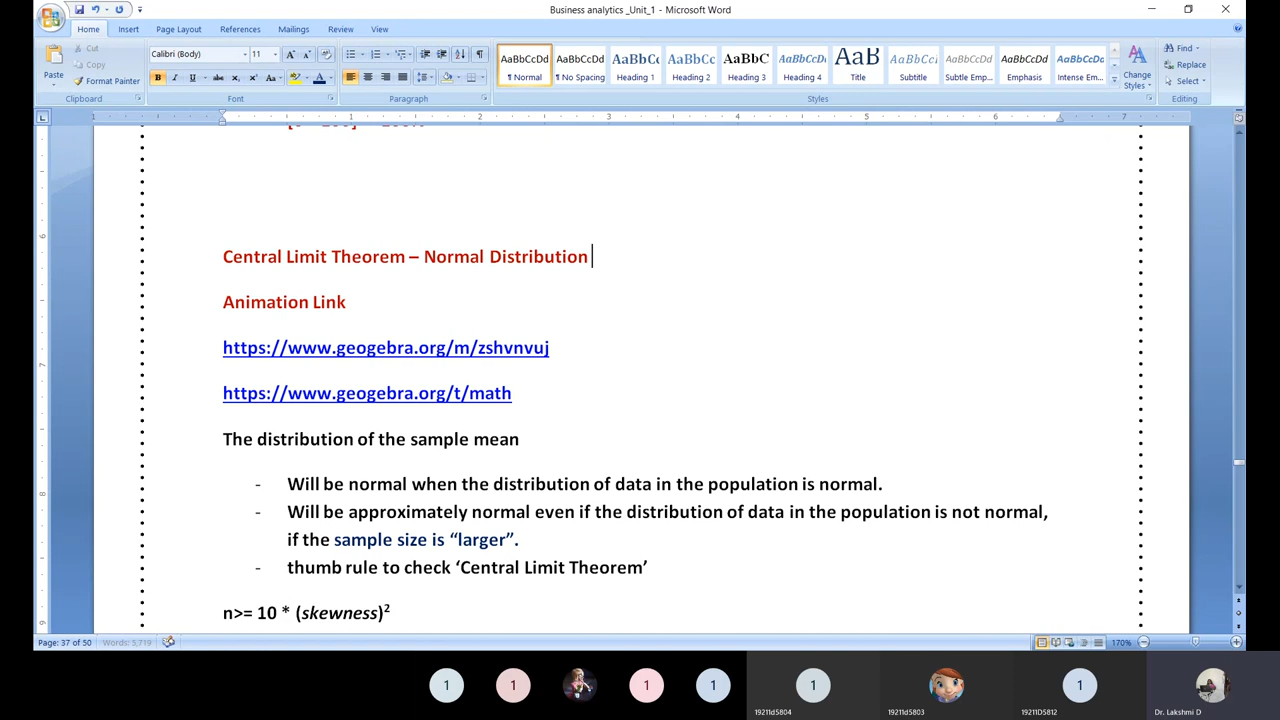 Business analytics _Unit_1 - Microsoft Word
Home Insert Page Layout References Mailings Review View
Paste
Cut
Copy
Format Painter
Clipboard
Calibri (Body) 11
Font
Paragraph
AaBbCcDd AaBbCcDd AaBbCc AaBbCc AaBbC AaBbCc AaB AaBbCcI AaBbCcDd AaBbCcDd AaBbCcDd
¶ Normal ¶ No Spacing Heading 1 Heading 2 Heading 3 Heading 4 Title Subtitle Subtle Emp... Emphasis Intense Em...
Change Styles
Styles
Find
Replace
Select
Editing
Central Limit Theorem – Normal Distribution
Animation Link
https://www.geogebra.org/m/zshvnvuj
https://www.geogebra.org/t/math
The distribution of the sample mean
- Will be normal when the distribution of data in the population is normal.
- Will be approximately normal even if the distribution of data in the population is not normal,
if the sample size is “larger”.
- thumb rule to check ‘Central Limit Theorem’
n>= 10 * (skewness)2
Page: 37 of 50 Words: 5,719 170%
1 1 1 1 1 1
19211d5804 19211d5803 19211D5812 Dr. Lakshmi D